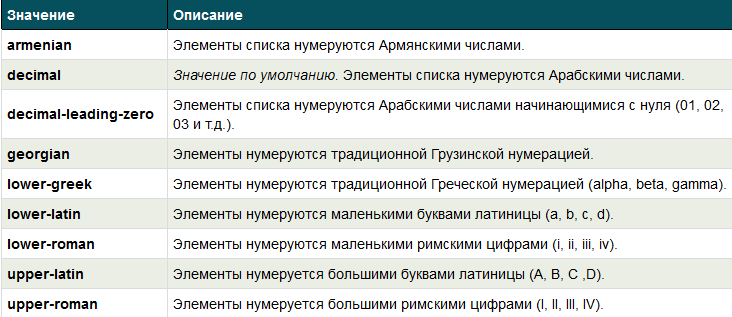 Значение Описание
armenian Элементы списка нумеруются Армянскими числами.
decimal Значение по умолчанию. Элементы списка нумеруются Арабскими числами.
decimal-leading-zero Элементы списка нумеруются Арабскими числами начинающимися с нуля (01, 02,
03 и т.д.).
georgian Элементы нумеруются традиционной Грузинской нумерацией.
lower-greek Элементы нумеруются традиционной Греческой нумерацией (alpha, beta, gamma).
lower-latin Элементы нумеруются маленькими буквами латиницы (a, b, c, d).
lower-roman Элементы нумеруются маленькими римскими цифрами (i, ii, iii, iv).
upper-latin Элементы нумеруется большими буквами латиницы (A, B, C ,D).
upper-roman Элементы нумеруется большими римскими цифрами (I, II, III, IV).